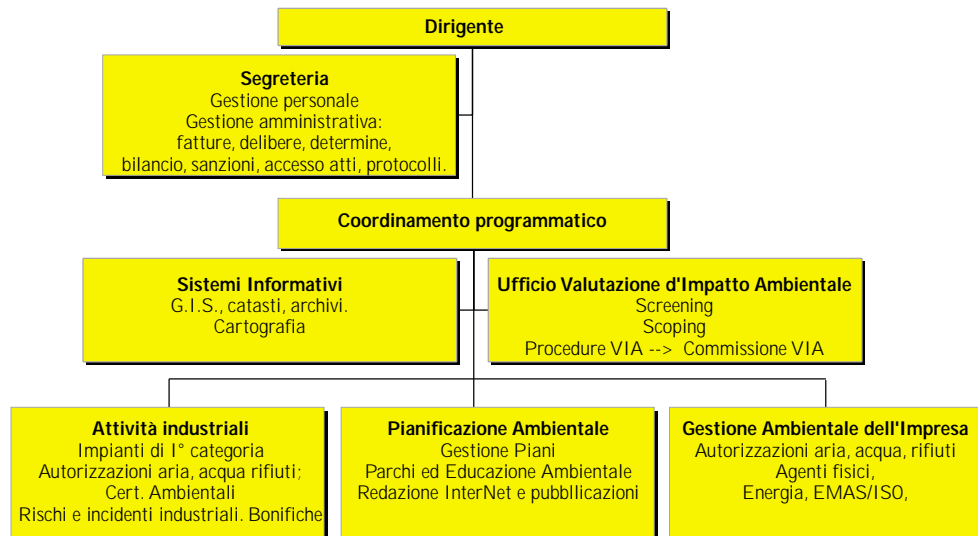 Dirigente
Segreteria
Gestione personale
Gestione amministrativa:
fatture, delibere, determine,
bilancio, sanzioni, accesso atti, protocolli.
Coordinamento programmatico
Sistemi Informativi
G.I.S., catasti, archivi.
Cartografia
Ufficio Valutazione d'Impatto Ambientale
Screening
Scoping
Procedure VIA --> Commissione VIA
Attività industriali
Impianti di I° categoria
Autorizzazioni aria, acqua rifiuti;
Cert. Ambientali
Rischi e incidenti industriali. Bonifiche
Pianificazione Ambientale
Gestione Piani
Parchi ed Educazione Ambientale
Redazione InterNet e pubbllicazioni
Gestione Ambientale dell'Impresa
Autorizzazioni aria, acqua, rifiuti
Agenti fisici,
Energia, EMAS/ISO,